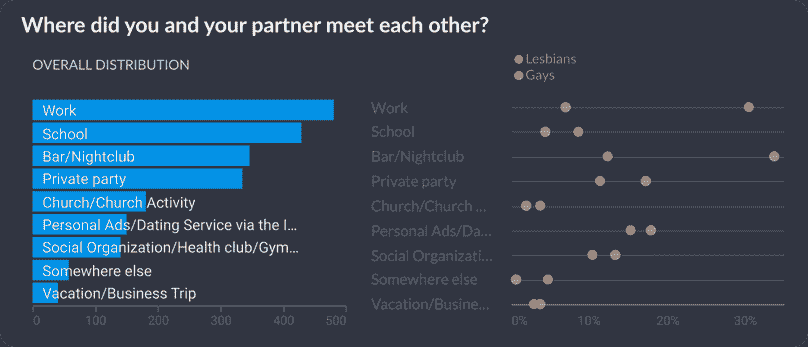 Where did you and your partner meet each other?
OVERALL DISTRIBUTION
Work
School
Bar/Nightclub
Private party
Church/Church Activity
Personal Ads/Dating Service via the I...
Social Organization/Health club/Gym...
Somewhere else
Vacation/Business Trip
0 100 200 300 400 500
Lesbians
Gays
Work
School
Bar/Nightclub
Private party
Church/Church ...
Personal Ads/Da...
Social Organizati...
Somewhere else
Vacation/Busine...
0% 10% 20% 30%